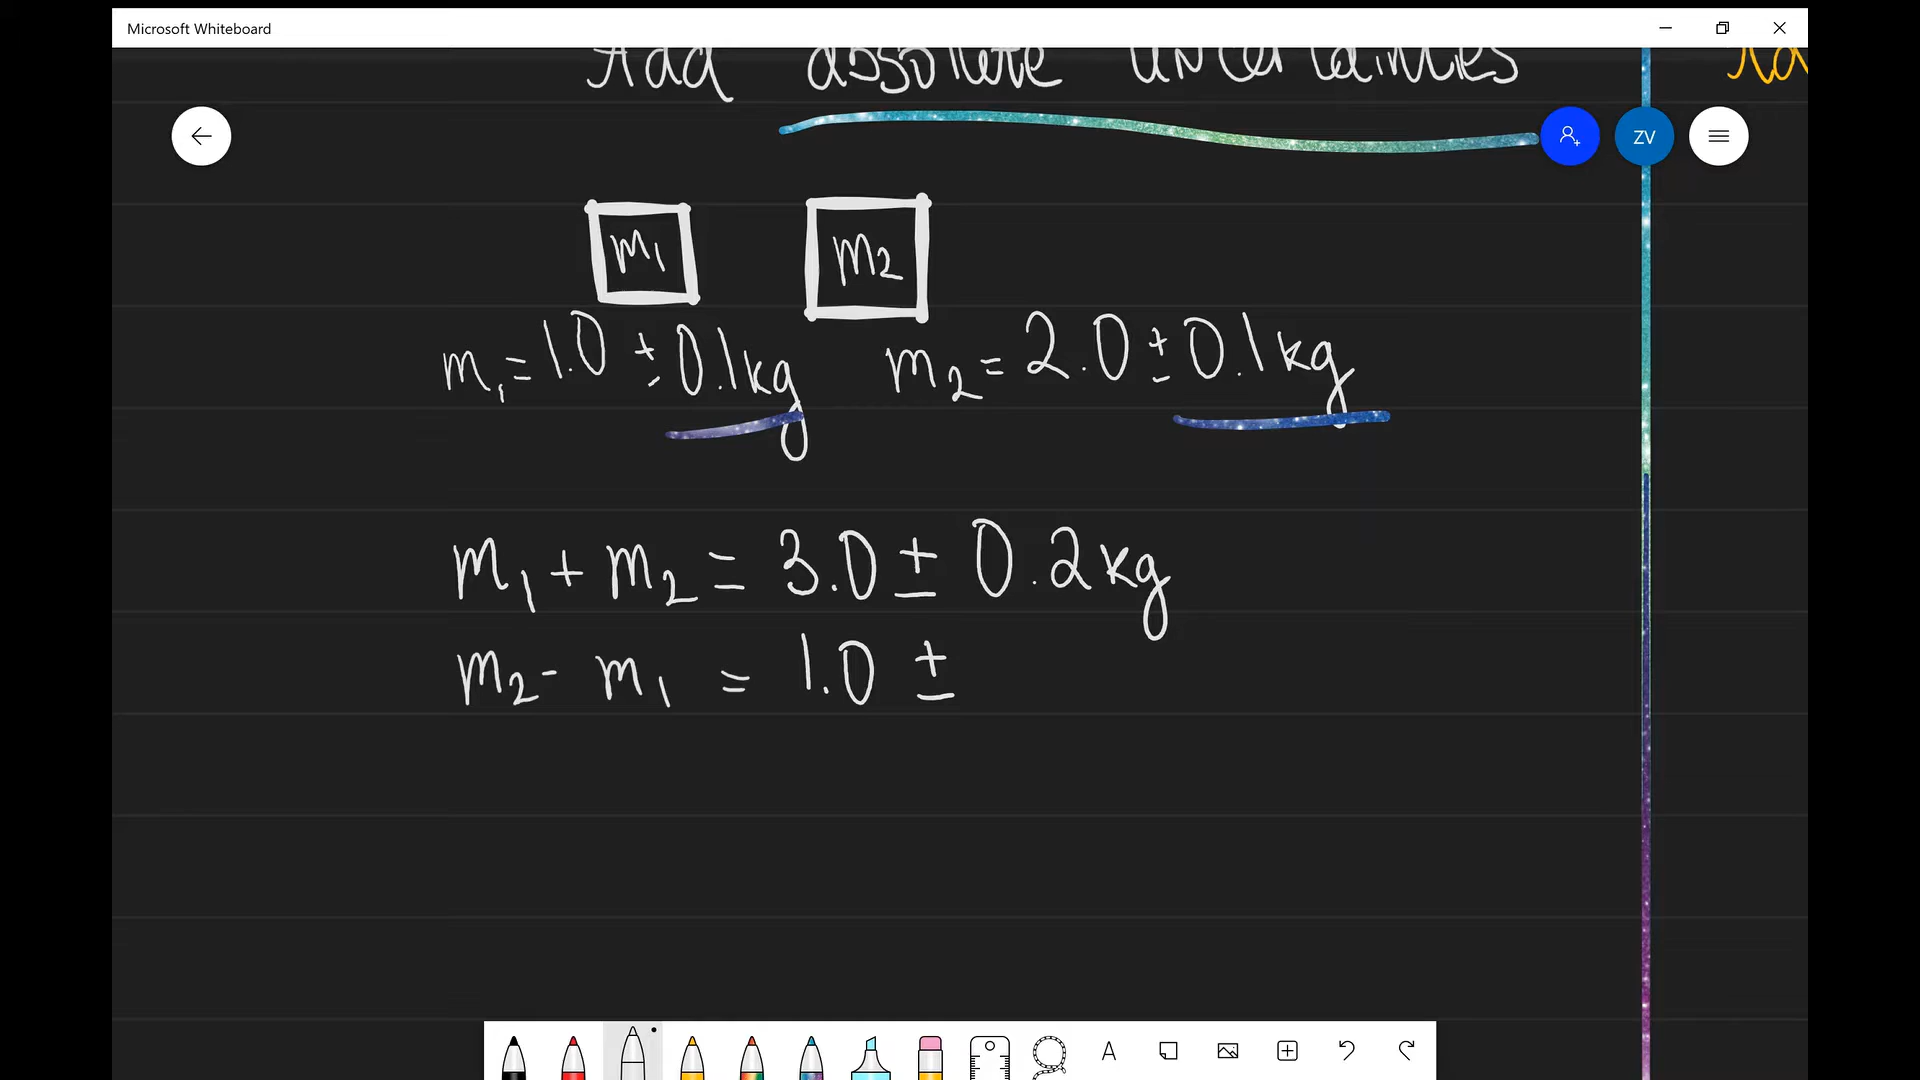 Microsoft Whiteboard
Add absolute uncertainties
ZV
m₁ m₂
m₁ = 1.0 ± 0.1kg m₂ = 2.0 ± 0.1kg
m₁ + m₂ = 3.0 ± 0.2kg
m₂ - m₁ = 1.0 ±
A